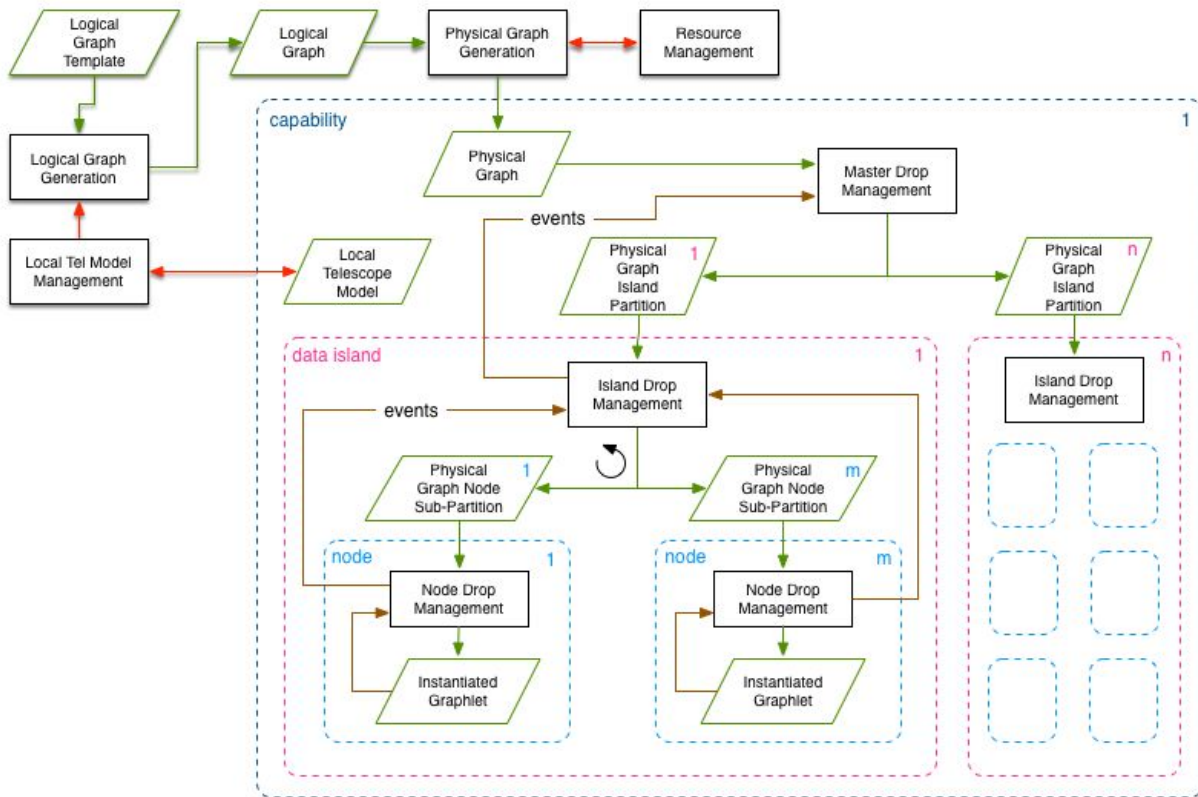 Logical
Graph
Template
Logical
Graph
Physical Graph
Generation
Resource
Management
capability
1
Logical Graph
Generation
Physical
Graph
Master Drop
Management
events
Local Tel Model
Management
Local
Telescope
Model
Physical
Graph
Island
Partition
1
Physical
Graph
Island
Partition
n
data island
1
n
Island Drop
Management
Island Drop
Management
events
Physical
Graph Node
Sub-Partition
1
Physical
Graph Node
Sub-Partition
m
node
1
node
m
Node Drop
Management
Node Drop
Management
Instantiated
Graphlet
Instantiated
Graphlet